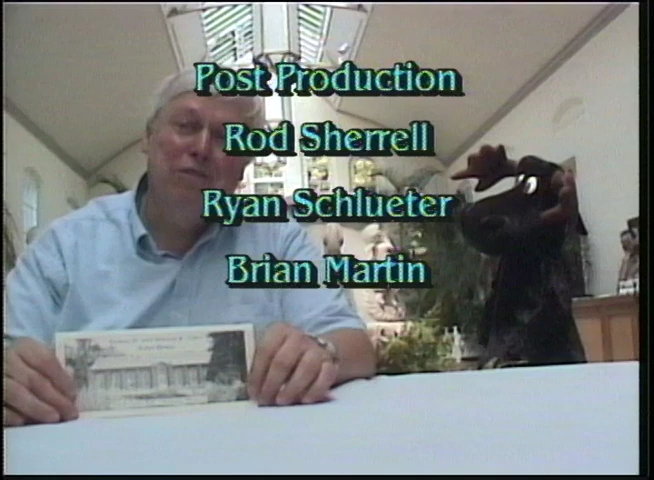 Post Production
Rod Sherrell
Ryan Schlueter
Brian Martin